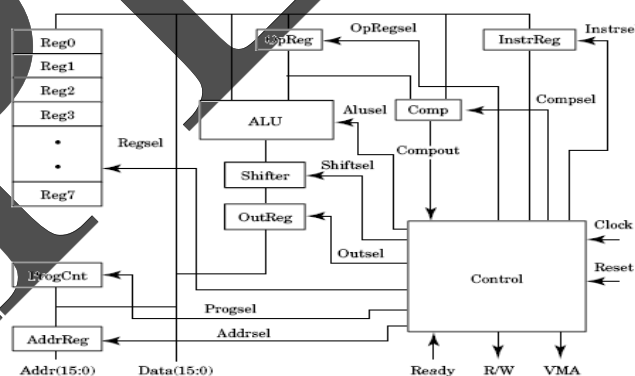 OpRegsel
Instrse
Reg0
OpReg
InstrReg
Reg1
Reg2
Reg3
Compsel
Alusel
Comp
ALU
Regsel
Compout
Shifter
Shiftsel
Reg7
OutReg
Clock
Outsel
Reset
ProgCnt
Control
Progsel
AddrReg
Addrsel
Addr(15:0)
Data(15:0)
Ready
R/W
VMA